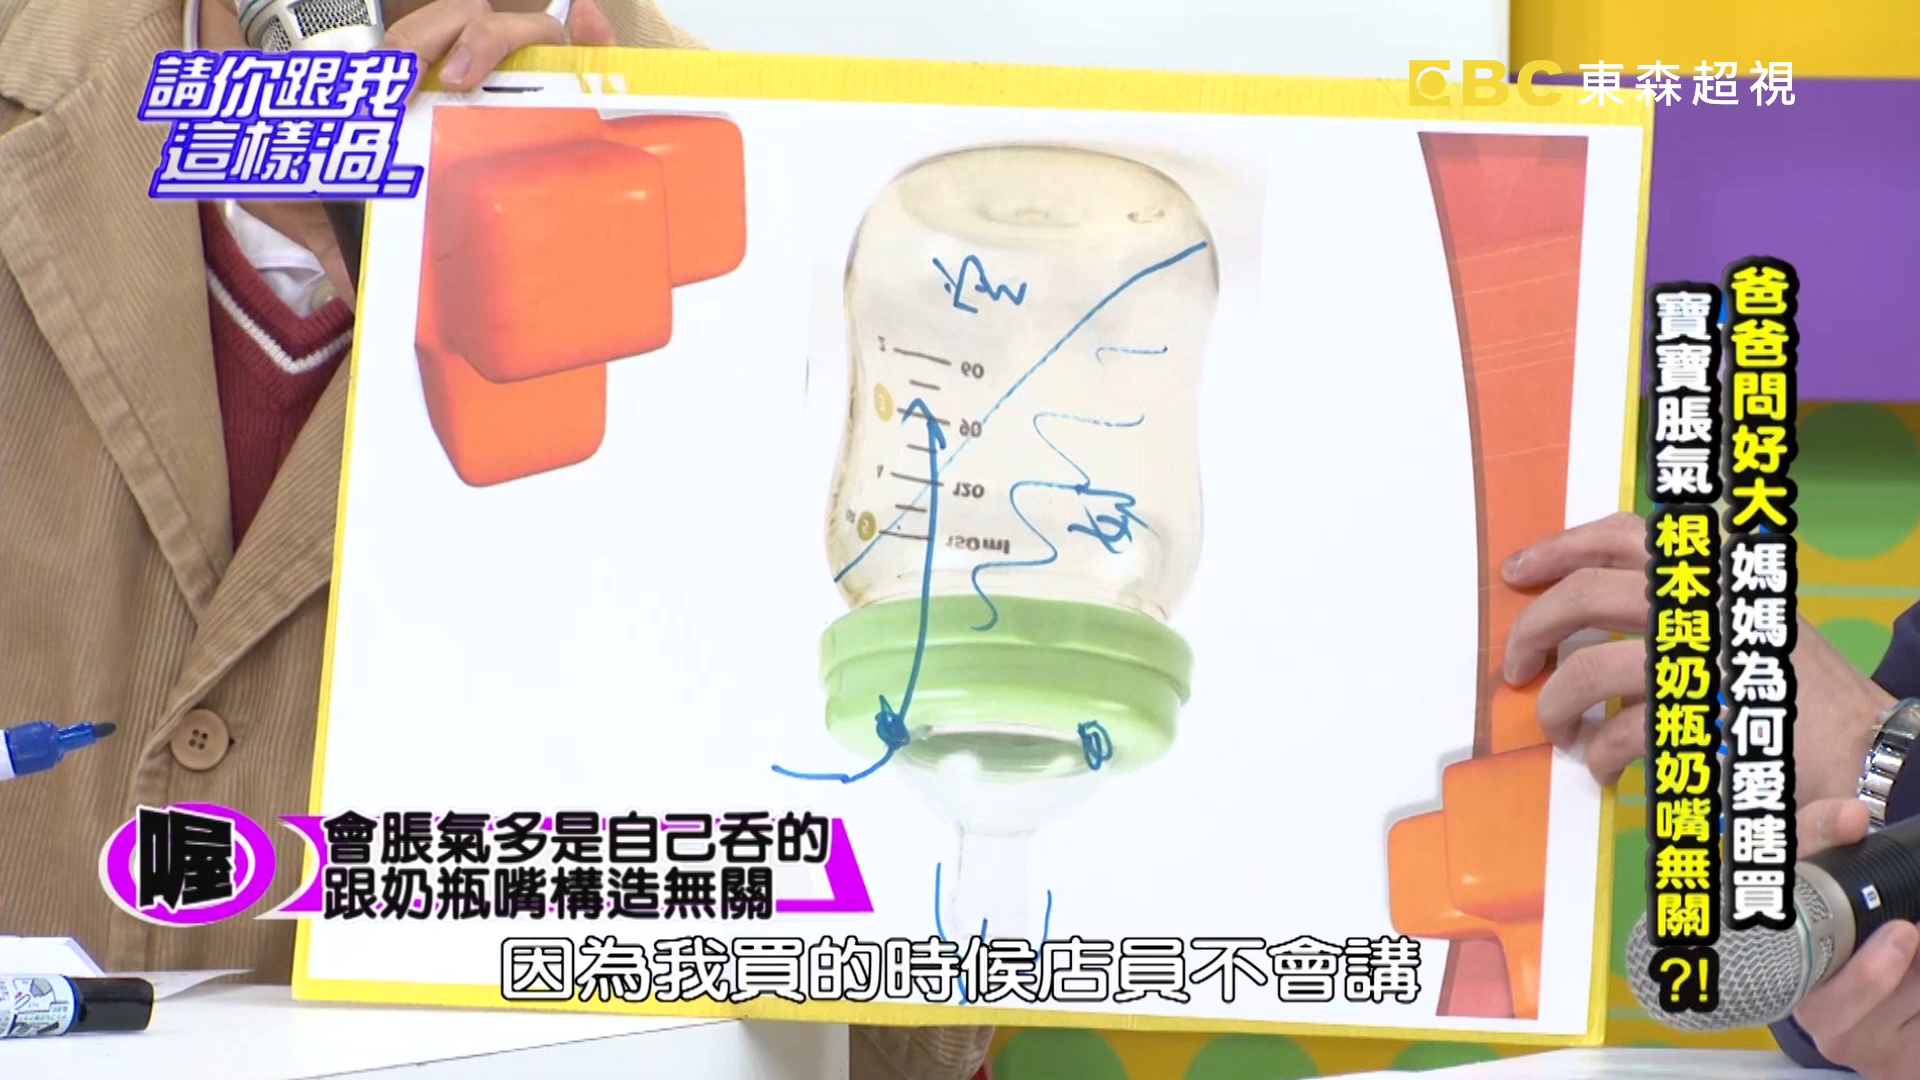 請你跟我
這樣過
EBC 東森超視
爸爸問好大 媽媽為何愛瞎買
寶寶脹氣 根本與奶瓶奶嘴無關?!
2
60
90
1
120
150ml
喔
會脹氣多是自己吞的
跟奶瓶嘴構造無關
因為我買的時候店員不會講